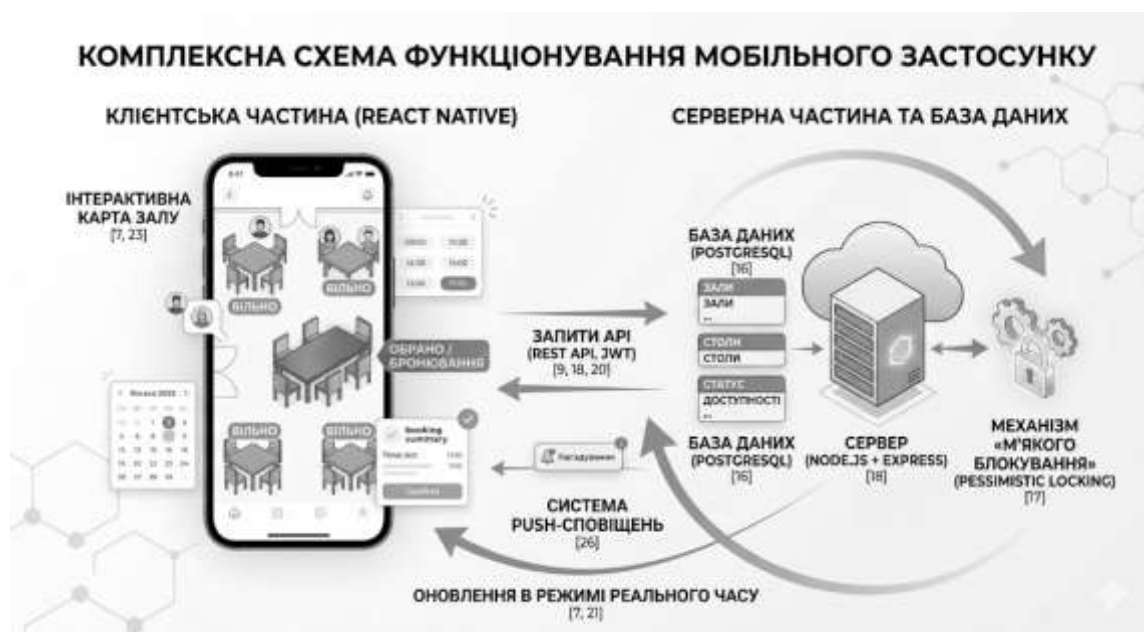 КОМПЛЕКСНА СХЕМА ФУНКЦІОНУВАННЯ МОБІЛЬНОГО ЗАСТОСУНКУ
КЛІЄНТСЬКА ЧАСТИНА (REACT NATIVE)
СЕРВЕРНА ЧАСТИНА ТА БАЗА ДАНИХ
ІНТЕРАКТИВНА
КАРТА ЗАЛУ
[7, 23]
ВІЛЬНО
ВІЛЬНО
ОБРАНО /
БРОНЮВАННЯ
ВІЛЬНО
ВІЛЬНО
Booking
summary
ЗАПИТИ API
(REST API, JWT)
[9, 18, 20]
Нагадування
СИСТЕМА
PUSH-СПОВІЩЕНЬ
[26]
ОНОВЛЕННЯ В РЕЖИМІ РЕАЛЬНОГО ЧАСУ
[7, 21]
БАЗА ДАНИХ
(POSTGRESQL)
[16]
ЗАЛИ
ЗАЛИ
...
СТОЛИ
СТОЛИ
СТАТУС
ДОСТУПНОСТІ
...
БАЗА ДАНИХ
(POSTGRESQL)
[16]
СЕРВЕР
(NODE.JS + EXPRESS)
[18]
МЕХАНІЗМ
«М'ЯКОГО
БЛОКУВАННЯ»
(PESSIMISTIC LOCKING)
[17]